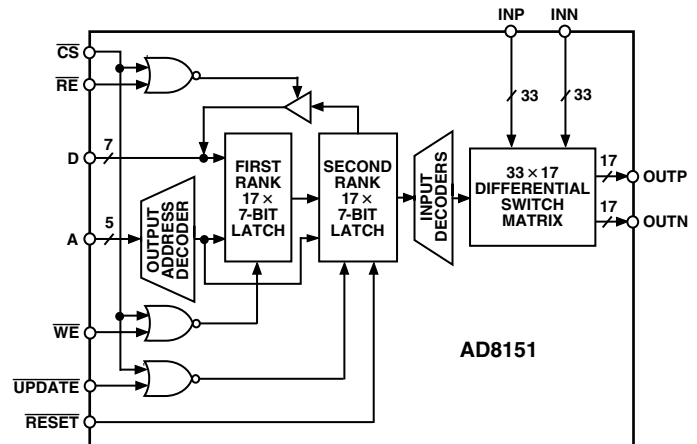 INP INN
CS
RE
33 33
7
D
FIRST
RANK
17 ×
7-BIT
LATCH
SECOND
RANK
17 ×
7-BIT
LATCH
INPUT
DECODERS
33 × 17
DIFFERENTIAL
SWITCH
MATRIX
17
OUTP
17
OUTN
5
A
OUTPUT
ADDRESS
DECODER
WE
AD8151
UPDATE
RESET